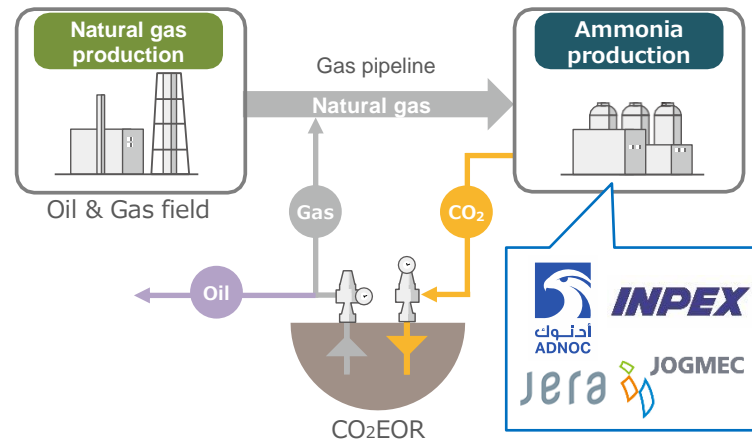 Natural gas
production
Gas pipeline
Natural gas
Ammonia
production
Oil & Gas field
Gas
CO₂
Oil
CO₂EOR
أدنوك
ADNOC
INPEX
jera
JOGMEC